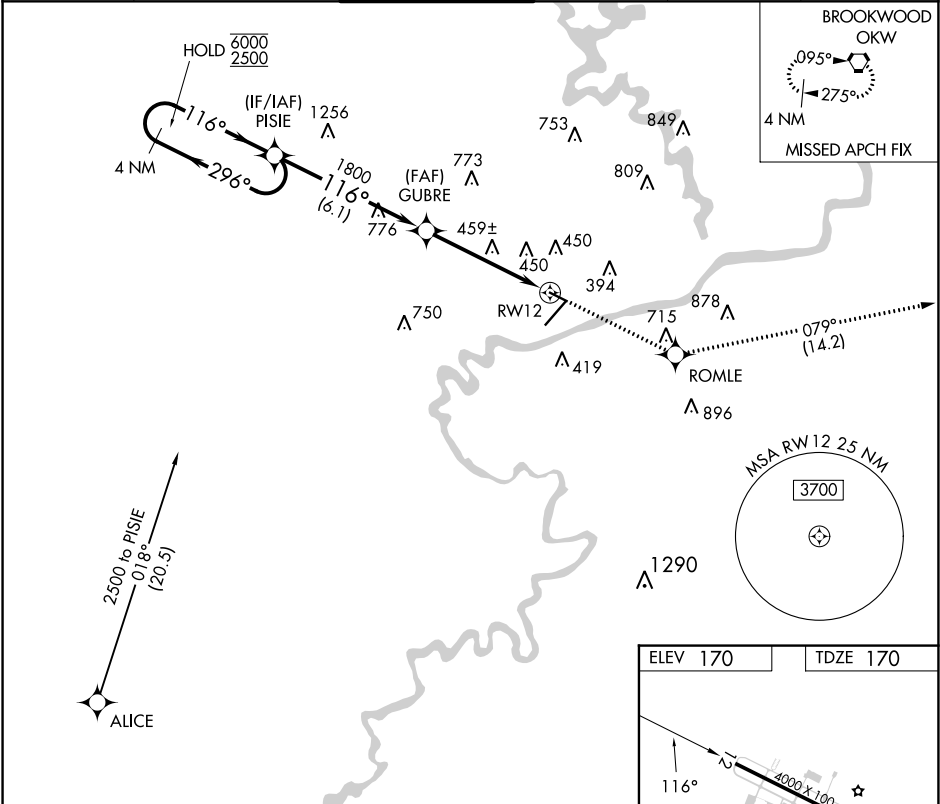 BROOKWOOD
OKW
095°
275°
4 NM
MISSED APCH FIX
HOLD 6000
2500
(IF/IAF)
PISIE
116°
296°
4 NM
1256
1800
116°
(6.1)
776
(FAF)
GUBRE
773
753
849
809
459±
450
450
394
RW12
750
419
715
878
079°
(14.2)
ROMLE
896
MSA RW12 25 NM
3700
2500 to PISIE
018°
(20.5)
ALICE
1290
ELEV 170
TDZE 170
116°
12
4000 X 100